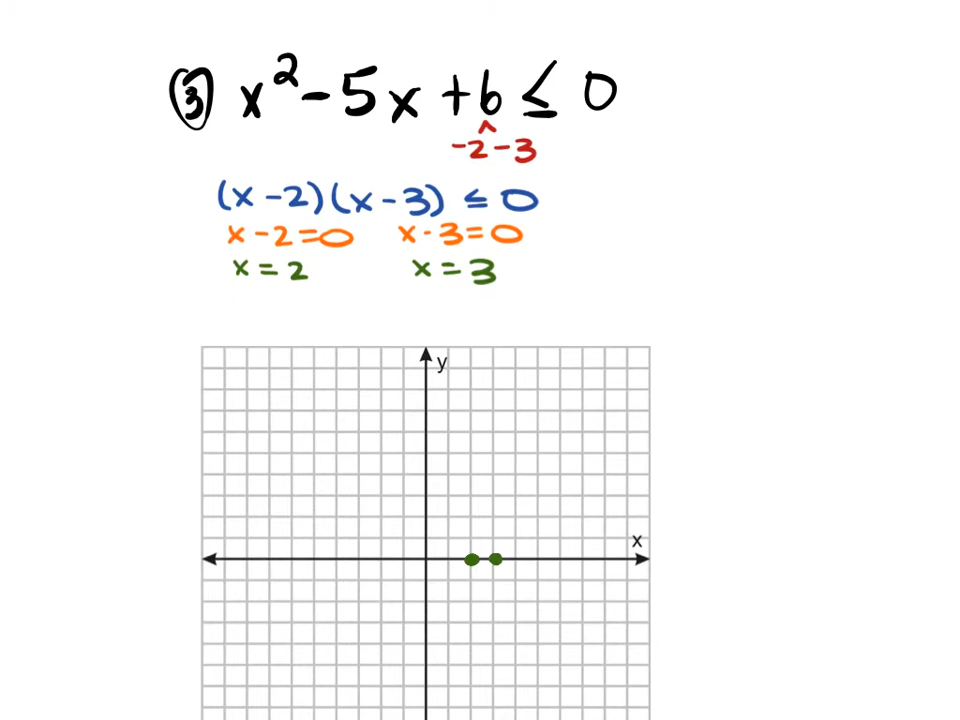 ③ x² - 5x + 6 ≤ 0
^
-2 -3
(x - 2)(x - 3) ≤ 0
x - 2 = 0 x - 3 = 0
x = 2 x = 3
y
x